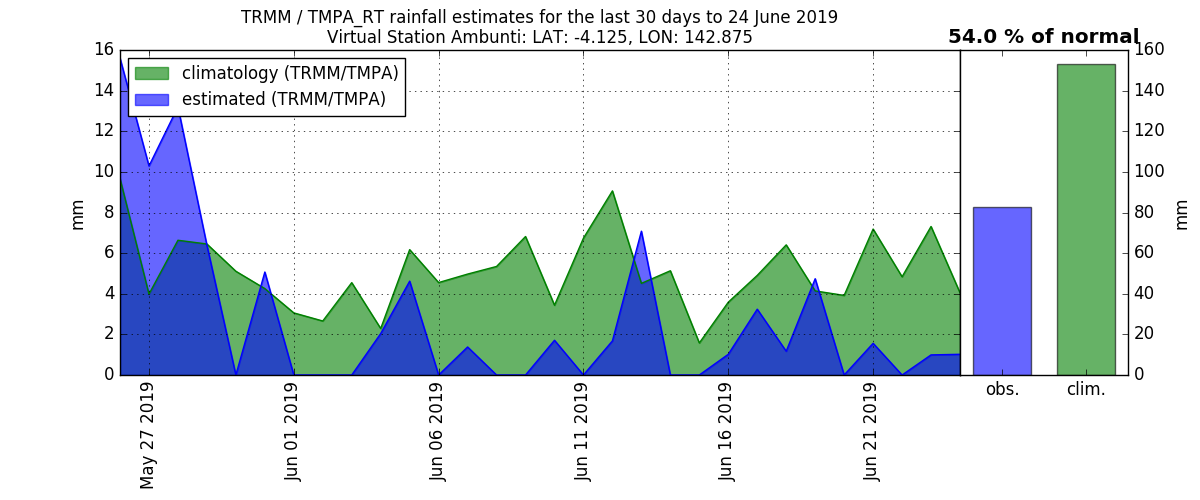 TRMM / TMPA_RT rainfall estimates for the last 30 days to 24 June 2019
Virtual Station Ambunti: LAT: -4.125, LON: 142.875
54.0 % of normal
climatology (TRMM/TMPA)
estimated (TRMM/TMPA)
16
14
12
10
8
6
4
2
0
mm
May 27 2019
Jun 01 2019
Jun 06 2019
Jun 11 2019
Jun 16 2019
Jun 21 2019
obs.
clim.
160
140
120
100
80
60
40
20
0
mm